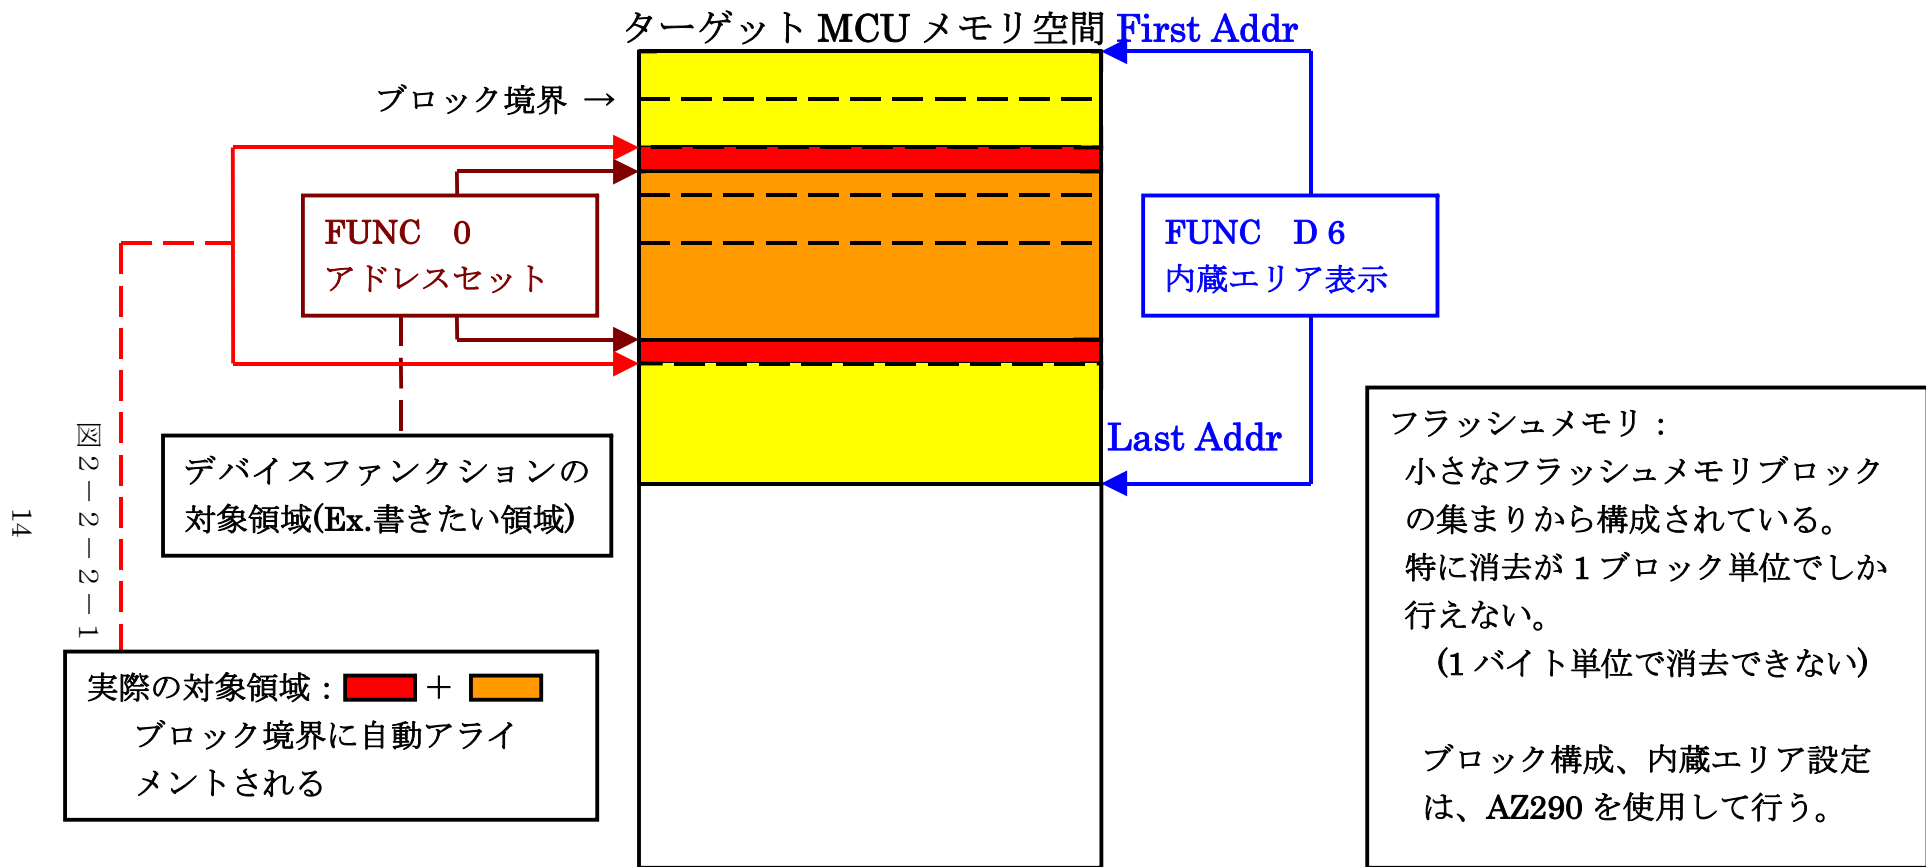 ターゲット MCU メモリ空間
First Addr
ブロック境界 →
FUNC 0
アドレスセット
FUNC D6
内蔵エリア表示
Last Addr
デバイスファンクションの
対象領域(Ex.書きたい領域)
フラッシュメモリ:
小さなフラッシュメモリブロック
の集まりから構成されている。
特に消去が1ブロック単位でしか
行えない。
(1バイト単位で消去できない)
ブロック構成、内蔵エリア設定
は、AZ290 を使用して行う。
実際の対象領域: +
ブロック境界に自動アライ
メントされる
図2-2-2-1
14